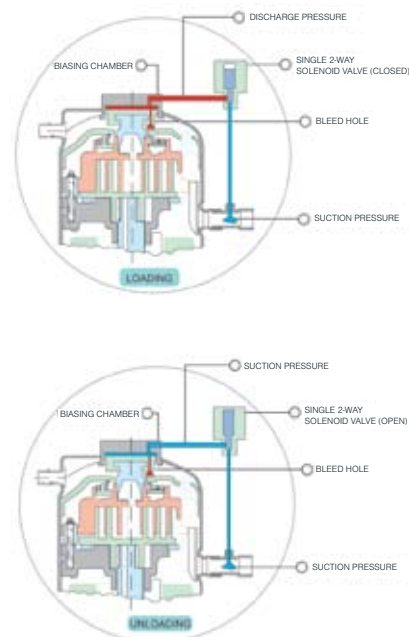 DISCHARGE PRESSURE
SINGLE 2-WAY
SOLENOID VALVE (CLOSED)
BIASING CHAMBER
BLEED HOLE
SUCTION PRESSURE
LOADING
SUCTION PRESSURE
SINGLE 2-WAY
SOLENOID VALVE (OPEN)
BIASING CHAMBER
BLEED HOLE
SUCTION PRESSURE
UNLOADING